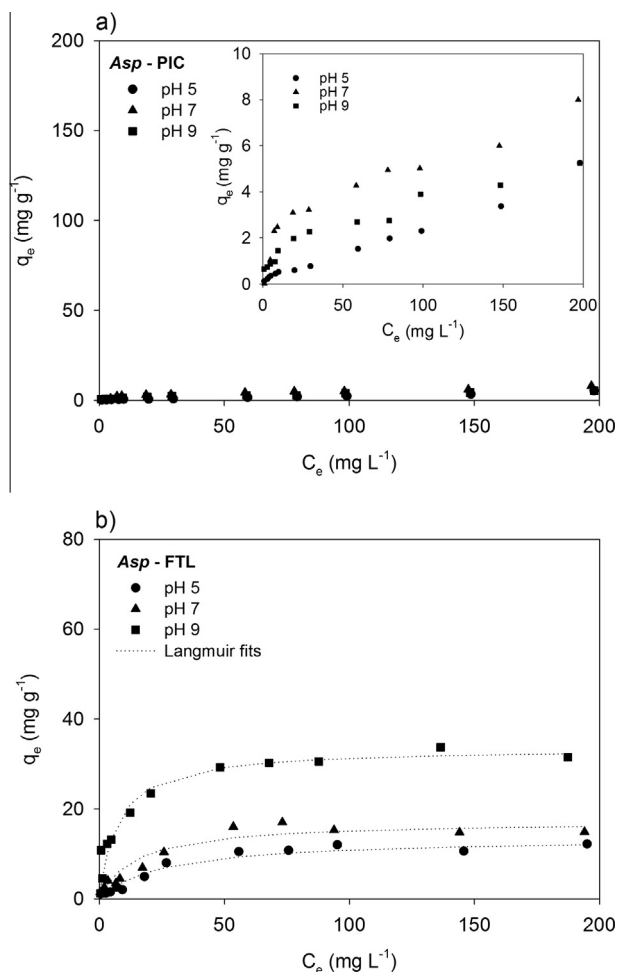 a)
200
150
100
50
0
q_e (mg g⁻¹)
Asp - PIC
pH 5
pH 7
pH 9
10
8
6
4
2
0
q_e (mg g⁻¹)
pH 5
pH 7
pH 9
0 50 100 150 200
C_e (mg L⁻¹)
0 50 100 150 200
C_e (mg L⁻¹)
b)
80
60
40
20
0
q_e (mg g⁻¹)
Asp - FTL
pH 5
pH 7
pH 9
Langmuir fits
0 50 100 150 200
C_e (mg L⁻¹)